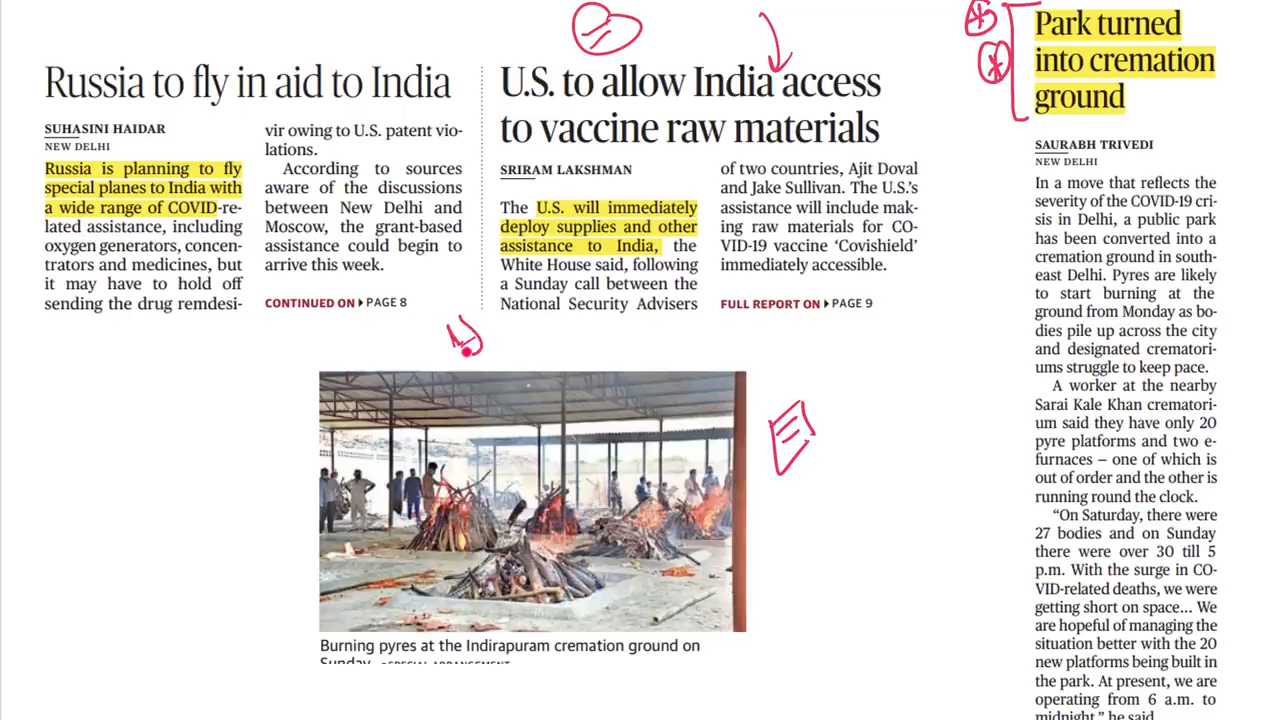 Russia to fly in aid to India
SUHASINI HAIDAR
NEW DELHI
Russia is planning to fly
special planes to India with
a wide range of COVID-re-
lated assistance, including
oxygen generators, concen-
trators and medicines, but
it may have to hold off
sending the drug remdesi-
vir owing to U.S. patent vio-
lations.
According to sources
aware of the discussions
between New Delhi and
Moscow, the grant-based
assistance could begin to
arrive this week.
CONTINUED ON PAGE 8
U.S. to allow India access
to vaccine raw materials
SRIRAM LAKSHMAN
The U.S. will immediately
deploy supplies and other
assistance to India, the
White House said, following
a Sunday call between the
National Security Advisers
of two countries, Ajit Doval
and Jake Sullivan. The U.S.’s
assistance will include mak-
ing raw materials for CO-
VID-19 vaccine ‘Covishield’
immediately accessible.
FULL REPORT ON PAGE 9
Burning pyres at the Indirapuram cremation ground on
Sunday. SPECIAL ARRANGEMENT
Park turned
into cremation
ground
SAURABH TRIVEDI
NEW DELHI
In a move that reflects the
severity of the COVID-19 cri-
sis in Delhi, a public park
has been converted into a
cremation ground in south-
east Delhi. Pyres are likely
to start burning at the
ground from Monday as bo-
dies pile up across the city
and designated crematori-
ums struggle to keep pace.
A worker at the nearby
Sarai Kale Khan crematori-
um said they have only 20
pyre platforms and two e-
furnaces – one of which is
out of order and the other is
running round the clock.
“On Saturday, there were
27 bodies and on Sunday
there were over 30 till 5
p.m. With the surge in CO-
VID-related deaths, we were
getting short on space... We
are hopeful of managing the
situation better with the 20
new platforms being built in
the park. At present, we are
operating from 6 a.m. to
midnight,” he said.